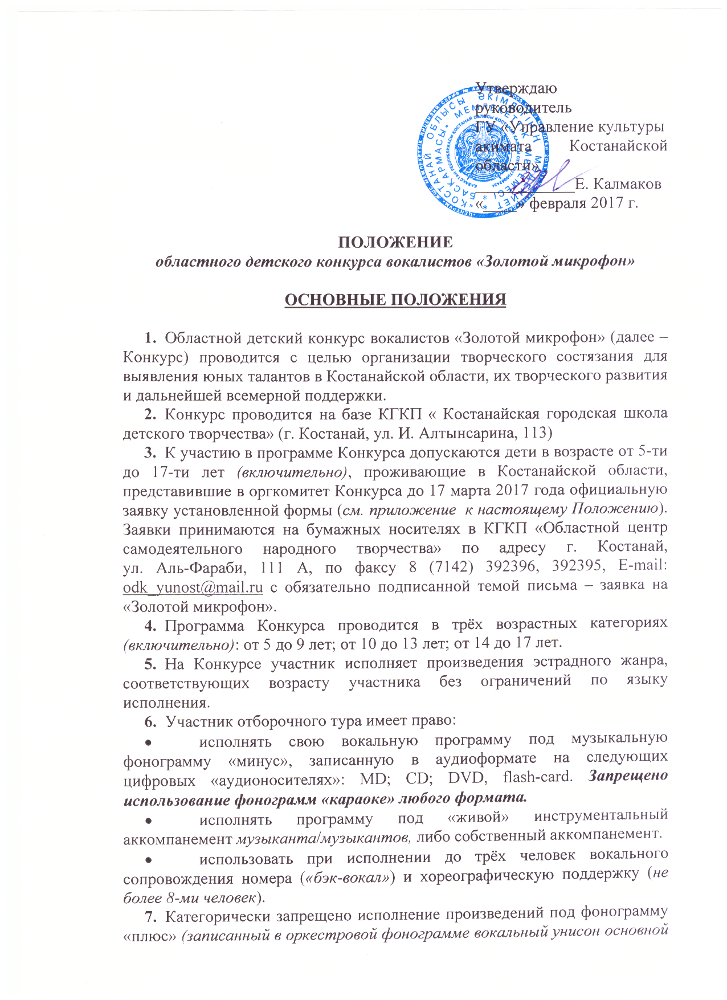 Утверждаю
руководитель
ГУ «Управление культуры
акимата Костанайской
области»
____________Е. Калмаков
«____» февраля 2017 г.
ПОЛОЖЕНИЕ
областного детского конкурса вокалистов «Золотой микрофон»
ОСНОВНЫЕ ПОЛОЖЕНИЯ
1. Областной детский конкурс вокалистов «Золотой микрофон» (далее –
Конкурс) проводится с целью организации творческого состязания для
выявления юных талантов в Костанайской области, их творческого развития
и дальнейшей всемерной поддержки.
2. Конкурс проводится на базе КГКП « Костанайская городская школа
детского творчества» (г. Костанай, ул. И. Алтынсарина, 113)
3. К участию в программе Конкурса допускаются дети в возрасте от 5-ти
до 17-ти лет (включительно), проживающие в Костанайской области,
представившие в оргкомитет Конкурса до 17 марта 2017 года официальную
заявку установленной формы (см. приложение к настоящему Положению).
Заявки принимаются на бумажных носителях в КГКП «Областной центр
самодеятельного народного творчества» по адресу г. Костанай,
ул. Аль-Фараби, 111 А, по факсу 8 (7142) 392396, 392395, E-mail:
odk_yunost@mail.ru с обязательно подписанной темой письма – заявка на
«Золотой микрофон».
4. Программа Конкурса проводится в трёх возрастных категориях
(включительно): от 5 до 9 лет; от 10 до 13 лет; от 14 до 17 лет.
5. На Конкурсе участник исполняет произведения эстрадного жанра,
соответствующих возрасту участника без ограничений по языку
исполнения.
6. Участник отборочного тура имеет право:
• исполнять свою вокальную программу под музыкальную
фонограмму «минус», записанную в аудиоформате на следующих
цифровых «аудионосителях»: MD; CD; DVD, flash-card. Запрещено
использование фонограмм «караоке» любого формата.
• исполнять программу под «живой» инструментальный
аккомпанемент музыканта/музыкантов, либо собственный аккомпанемент.
• использовать при исполнении до трёх человек вокального
сопровождения номера («бэк-вокал») и хореографическую поддержку (не
более 8-ми человек).
7. Категорически запрещено исполнение произведений под фонограмму
«плюс» (записанный в оркестровой фонограмме вокальный унисон основной